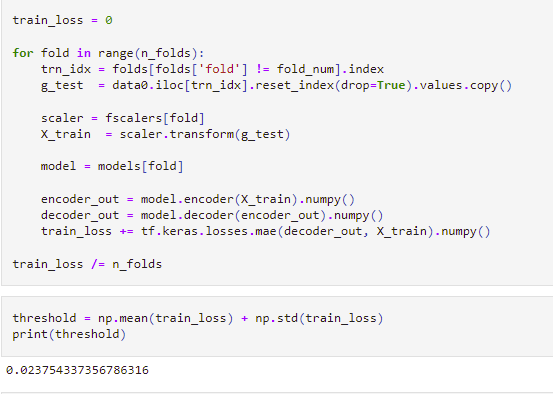 train_loss = 0
for fold in range(n_folds):
trn_idx = folds[folds['fold'] != fold_num].index
g_test  = data0.iloc[trn_idx].reset_index(drop=True).values.copy()
scaler = fscalers[fold]
X_train  = scaler.transform(g_test)
model = models[fold]
encoder_out = model.encoder(X_train).numpy()
decoder_out = model.decoder(encoder_out).numpy()
train_loss += tf.keras.losses.mae(decoder_out, X_train).numpy()
train_loss /= n_folds
threshold = np.mean(train_loss) + np.std(train_loss)
print(threshold)
0.023754337356786316